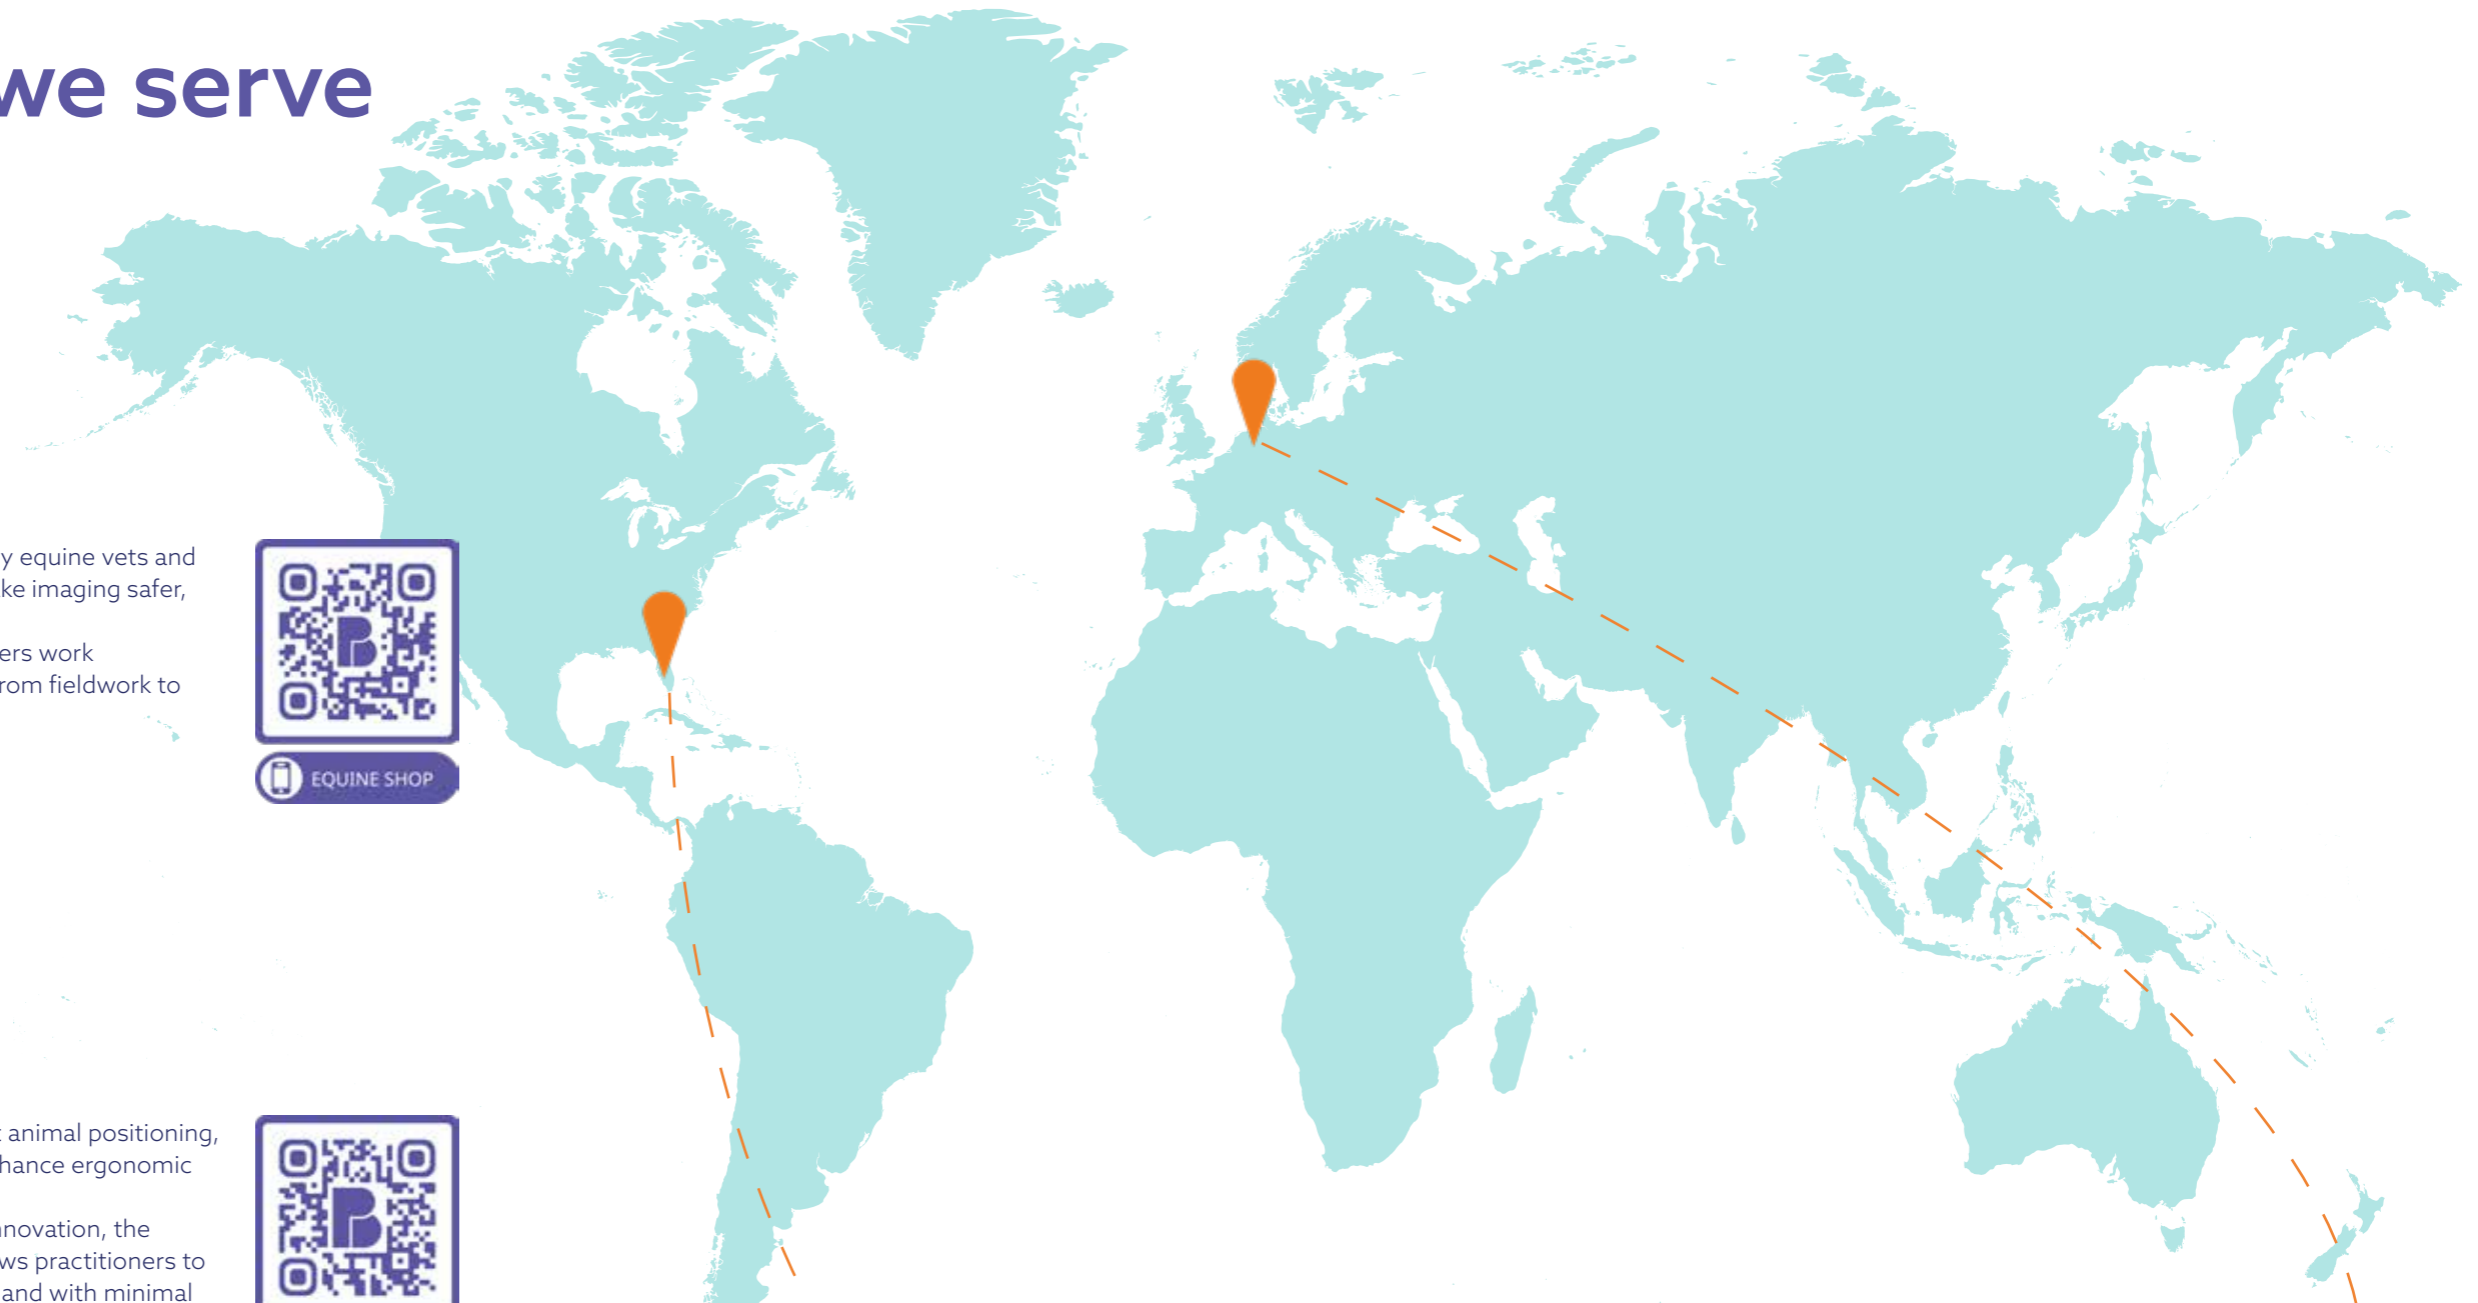 we serve
y equine vets and
ke imaging safer,
ers work
rom fieldwork to
EQUINE SHOP
animal positioning,
hance ergonomic
novation, the
ws practitioners to
and with minimal